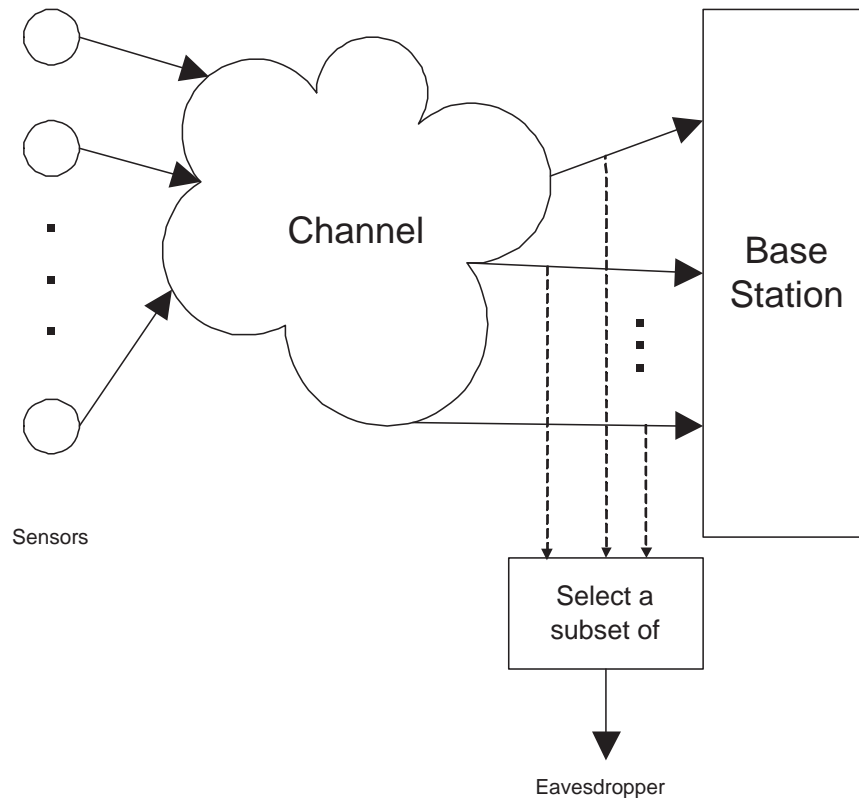 Channel
Base
Station
Sensors
Select a
subset of
Eavesdropper